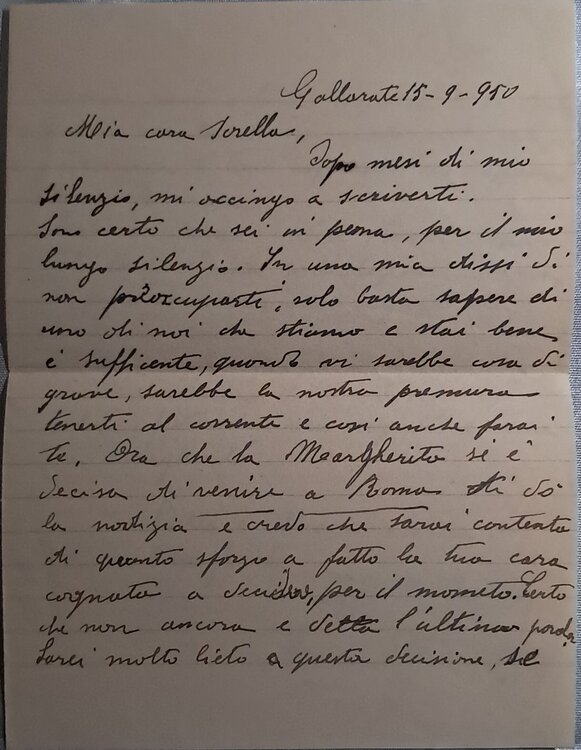 Gallarate 15-9-950
Mia cara Sorella,
Dopo mesi di mio
silenzio, mi accingo a scriverti.
Sono certo che sei in pena, per il mio
lungo silenzio. In una mia dissi di
non preoccuparti, solo basta sapere di
uno di noi che stiamo e stai bene
è sufficente, quando vi sarebbe cosa di
grave, sarebbe la nostra premura
tenerti al corrente e cosi anche farai
te. Ora che la Margherita si è
decisa di venire a Roma ti dò
la notizia e credo che sarai contenta
di quanto sforzo a fatto la tua cara
cognata a decidersi, per il mometo. Certo
che non ancora e detta l'ultima parola,
Sarei molto lieto a questa decisione, se